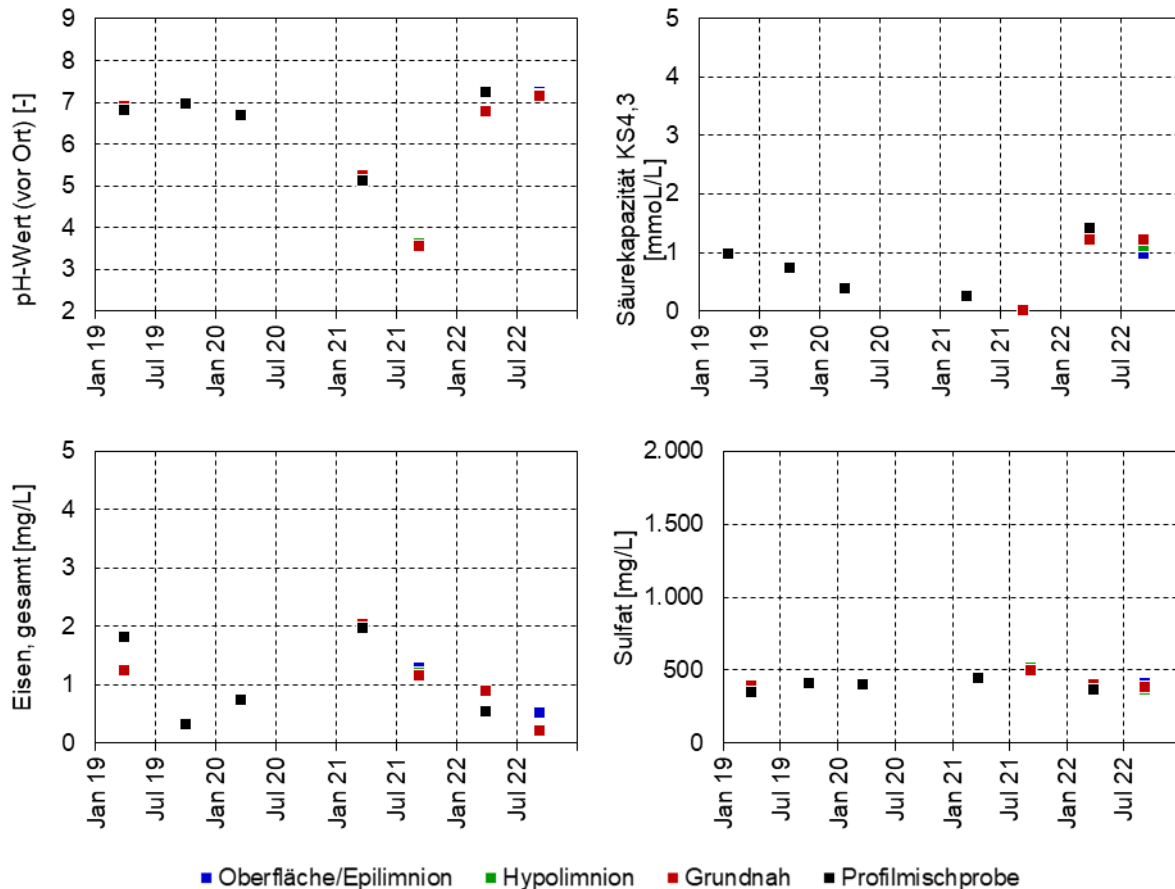 pH-Wert (vor Ort) [-]
9
8
7
6
5
4
3
2
Jan 19
Jul 19
Jan 20
Jul 20
Jan 21
Jul 21
Jan 22
Jul 22
Säurekapazität KS4,3
[mmoL/L]
5
4
3
2
1
0
Jan 19
Jul 19
Jan 20
Jul 20
Jan 21
Jul 21
Jan 22
Jul 22
Eisen, gesamt [mg/L]
5
4
3
2
1
0
Jan 19
Jul 19
Jan 20
Jul 20
Jan 21
Jul 21
Jan 22
Jul 22
Sulfat [mg/L]
2.000
1.500
1.000
500
0
Jan 19
Jul 19
Jan 20
Jul 20
Jan 21
Jul 21
Jan 22
Jul 22
Oberfläche/Epilimnion Hypolimnion Grundnah Profilmischprobe